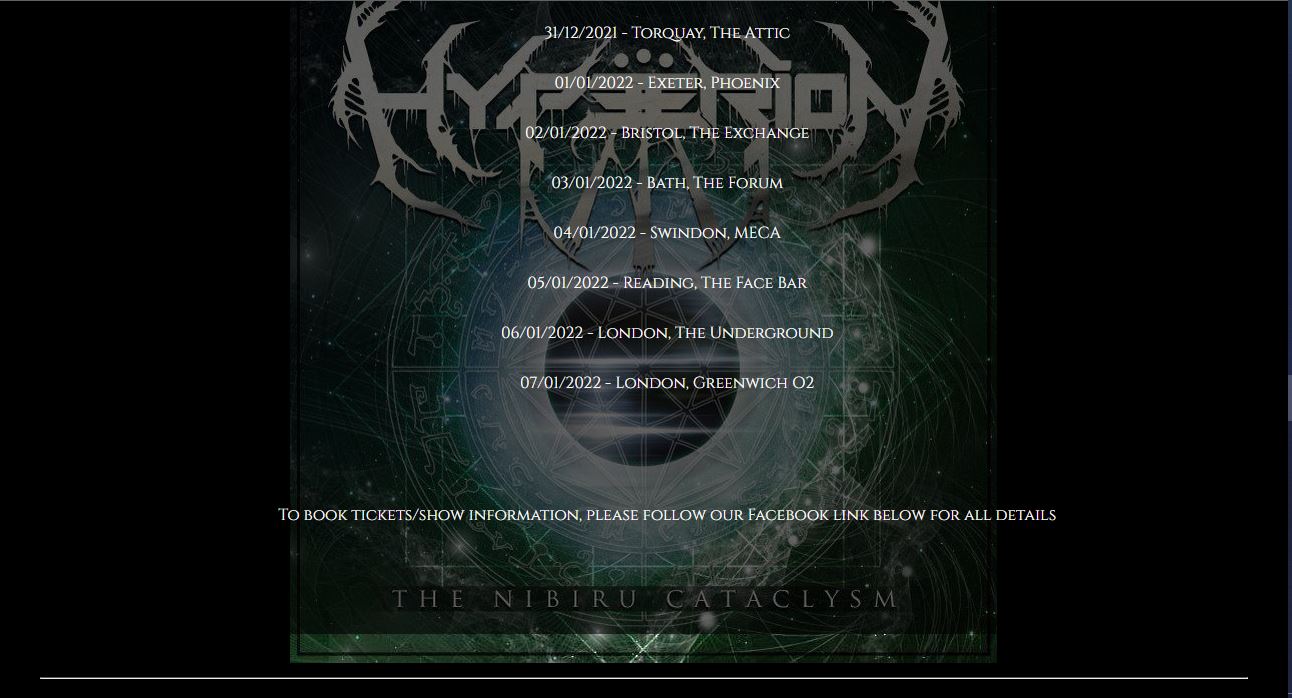 31/12/2021 - Torquay, The Attic
HYPËRION
01/01/2022 - Exeter, Phoenix
02/01/2022 - Bristol, The Exchange
03/01/2022 - Bath, The Forum
04/01/2022 - Swindon, MECA
05/01/2022 - Reading, The Face Bar
06/01/2022 - London, The Underground
07/01/2022 - London, Greenwich O2
To book tickets/show information, please follow our Facebook link below for all details
THE NIBIRU CATACLYSM